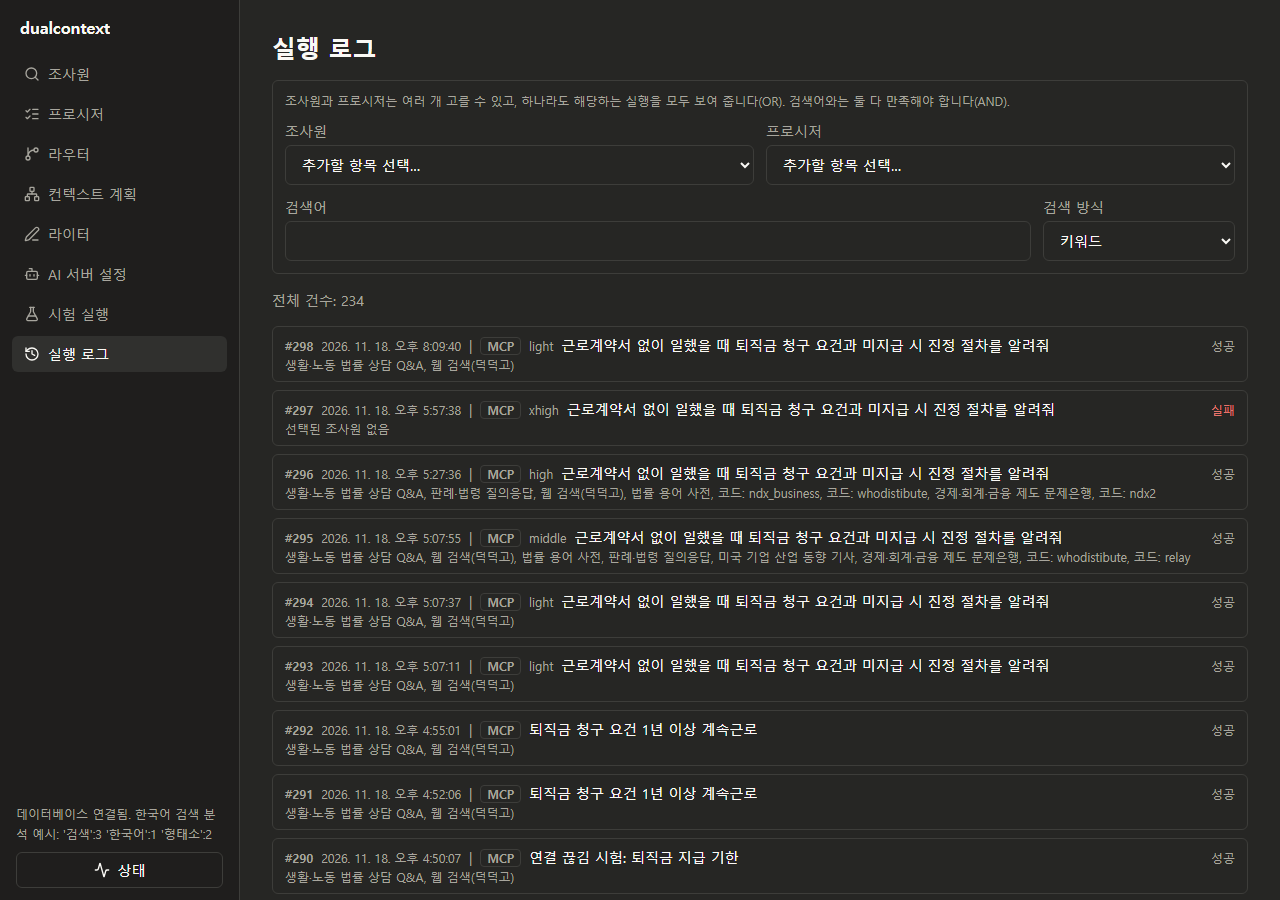 dualcontext
조사원
프로시저
라우터
컨텍스트 계획
라이터
AI 서버 설정
시험 실행
실행 로그
데이터베이스 연결됨. 한국어 검색 분
석 예시: '검색':3 '한국어':1 '형태소':2
상태
실행 로그
조사원과 프로시저는 여러 개 고를 수 있고, 하나라도 해당하는 실행을 모두 보여 줍니다(OR). 검색어와는 둘 다 만족해야 합니다(AND).
조사원 프로시저
추가할 항목 선택... 추가할 항목 선택...
검색어 검색 방식
키워드
전체 건수: 234
#298 2026. 11. 18. 오후 8:09:40 | MCP light 근로계약서 없이 일했을 때 퇴직금 청구 요건과 미지급 시 진정 절차를 알려줘 성공
생활·노동 법률 상담 Q&A, 웹 검색(덕덕고)
#297 2026. 11. 18. 오후 5:57:38 | MCP xhigh 근로계약서 없이 일했을 때 퇴직금 청구 요건과 미지급 시 진정 절차를 알려줘 실패
선택된 조사원 없음
#296 2026. 11. 18. 오후 5:27:36 | MCP high 근로계약서 없이 일했을 때 퇴직금 청구 요건과 미지급 시 진정 절차를 알려줘 성공
생활·노동 법률 상담 Q&A, 판례·법령 질의응답, 웹 검색(덕덕고), 법률 용어 사전, 코드: ndx_business, 코드: whodistibute, 경제·회계·금융 제도 문제은행, 코드: ndx2
#295 2026. 11. 18. 오후 5:07:55 | MCP middle 근로계약서 없이 일했을 때 퇴직금 청구 요건과 미지급 시 진정 절차를 알려줘 성공
생활·노동 법률 상담 Q&A, 웹 검색(덕덕고), 법률 용어 사전, 판례·법령 질의응답, 미국 기업 산업 동향 기사, 경제·회계·금융 제도 문제은행, 코드: whodistibute, 코드: relay
#294 2026. 11. 18. 오후 5:07:37 | MCP light 근로계약서 없이 일했을 때 퇴직금 청구 요건과 미지급 시 진정 절차를 알려줘 성공
생활·노동 법률 상담 Q&A, 웹 검색(덕덕고)
#293 2026. 11. 18. 오후 5:07:11 | MCP light 근로계약서 없이 일했을 때 퇴직금 청구 요건과 미지급 시 진정 절차를 알려줘 성공
생활·노동 법률 상담 Q&A, 웹 검색(덕덕고)
#292 2026. 11. 18. 오후 4:55:01 | MCP 퇴직금 청구 요건 1년 이상 계속근로 성공
생활·노동 법률 상담 Q&A, 웹 검색(덕덕고)
#291 2026. 11. 18. 오후 4:52:06 | MCP 퇴직금 청구 요건 1년 이상 계속근로 성공
생활·노동 법률 상담 Q&A, 웹 검색(덕덕고)
#290 2026. 11. 18. 오후 4:50:07 | MCP 연결 끊김 시험: 퇴직금 지급 기한 성공
생활·노동 법률 상담 Q&A, 웹 검색(덕덕고)